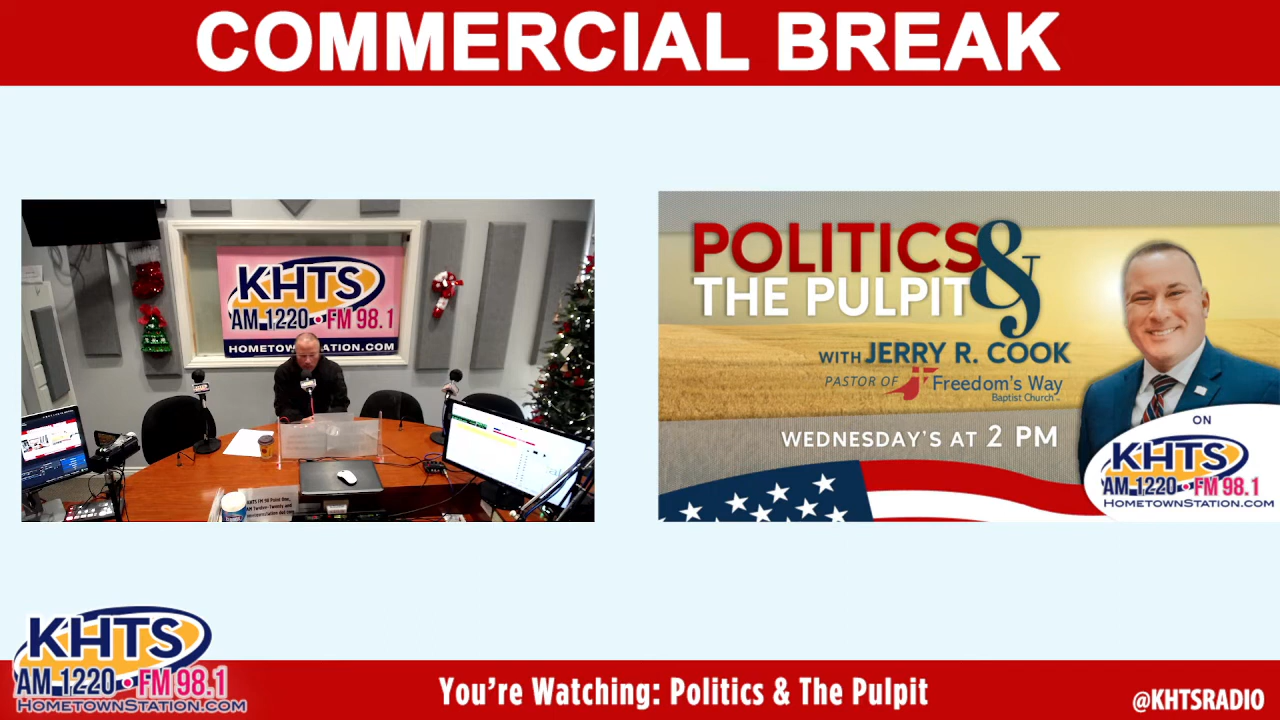 COMMERCIAL BREAK
KHTS
AM 1220 • FM 98.1
KHTS
POLITICS &
THE PULPIT
WITH JERRY R. COOK
PASTOR OF Freedom's Way
Baptist Church
WEDNESDAY'S AT 2 PM
ON
KHTS
AM 1220 • FM 98.1
HOMETOWNSTATION.COM
KHTS
AM 1220 • FM 98.1
HOMETOWNSTATION.COM
You're Watching: Politics & The Pulpit
@KHTSRADIO